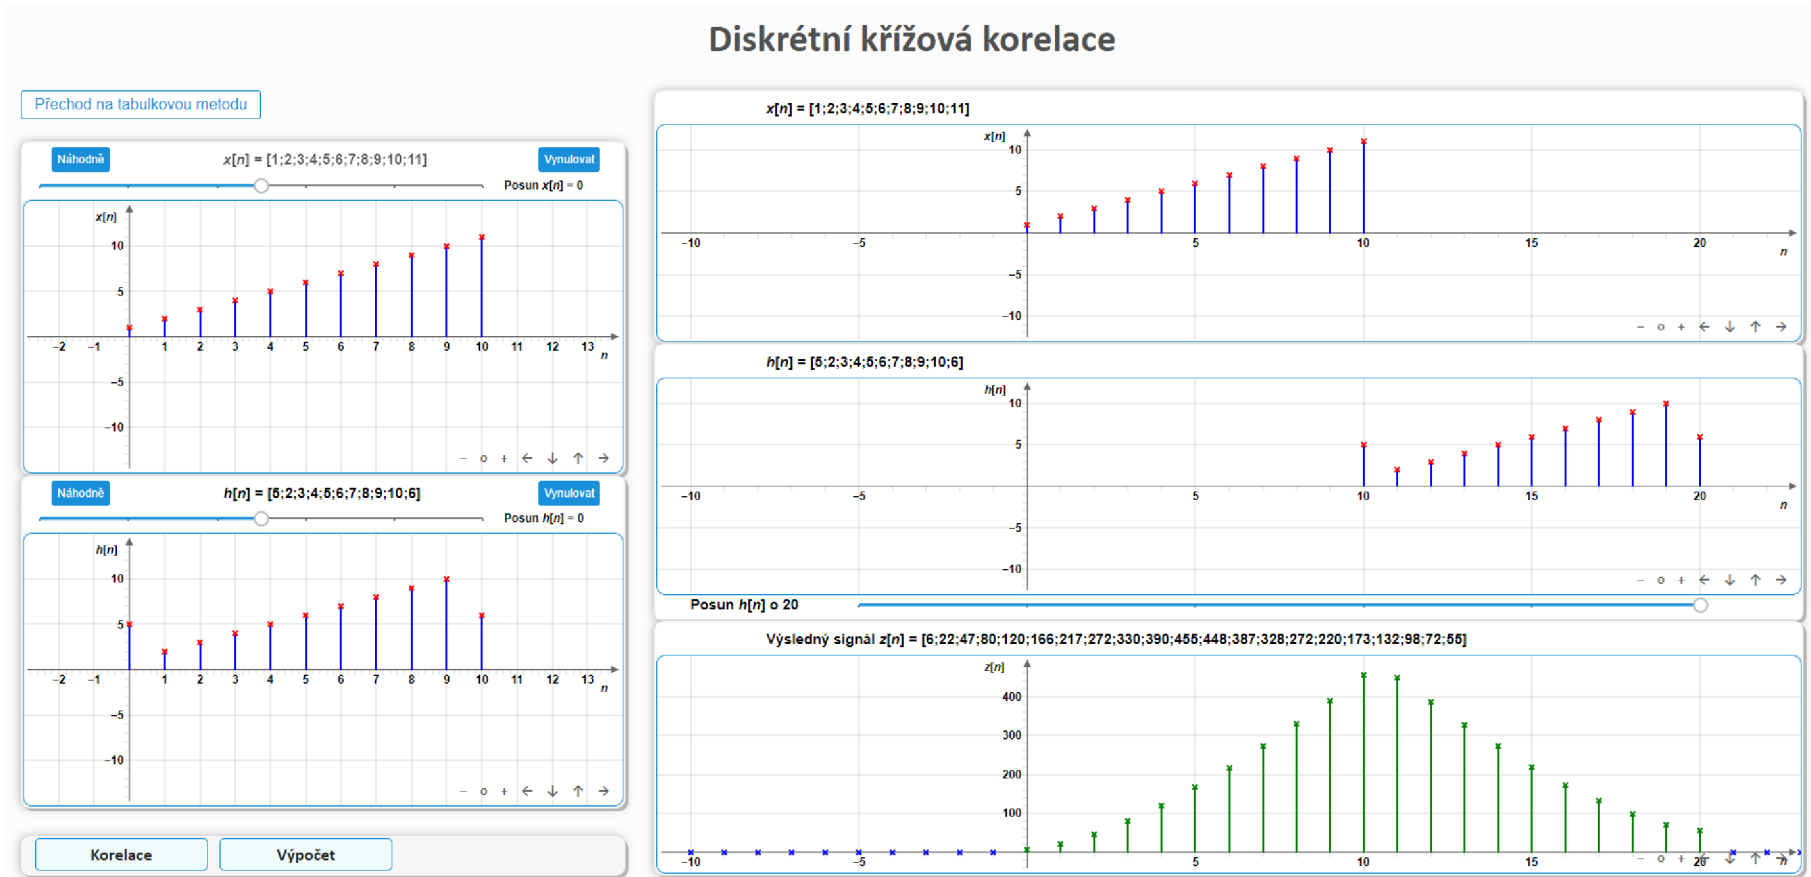 Diskrétní křížová korelace
Přechod na tabulkovou metodu
Náhodně
x[n] = [1;2;3;4;5;6;7;8;9;10;11]
Vynulovat
Posun x[n] = 0
x[n]
10
5
−2 −1 1 2 3 4 5 6 7 8 9 10 11 12 13 n
−5
−10
− o + ← ↓ ↑ →
Náhodně
h[n] = [5;2;3;4;5;6;7;8;9;10;6]
Vynulovat
Posun h[n] = 0
h[n]
10
5
−2 −1 1 2 3 4 5 6 7 8 9 10 11 12 13 n
−5
−10
− o + ← ↓ ↑ →
Korelace
Výpočet
x[n] = [1;2;3;4;5;6;7;8;9;10;11]
x[n]
10
5
−10 −5 5 10 15 20 n
−5
−10
− o + ← ↓ ↑ →
h[n] = [5;2;3;4;5;6;7;8;9;10;6]
h[n]
10
5
−10 −5 5 10 15 20 n
−5
−10
− o + ← ↓ ↑ →
Posun h[n] o 20
Výsledný signál z[n] = [6;22;47;80;120;166;217;272;330;390;455;448;387;328;272;220;173;132;98;72;55]
z[n]
400
300
200
100
−10 −5 5 10 15 20 n
− o + ← ↓ ↑ →